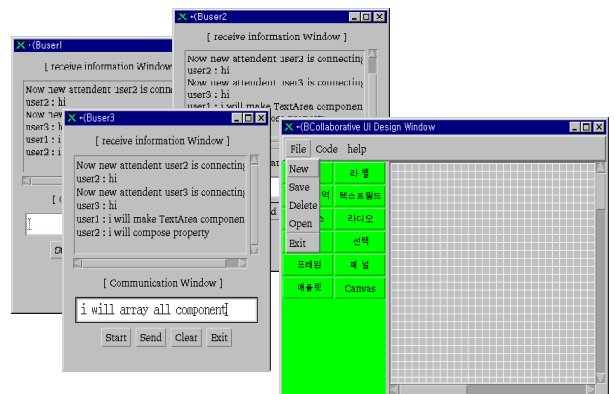 (Buser2
[ receive information Window ]
Now new attendent user2 is connecting
user2 : hi
Now new attendent user3 is connecting
user3 : hi
user1 : i will make TextArea componen
[ receive information Window
Now new attendent user2 is conn
user2 : hi
Now new
user3 : h
user1 : i
user2 : i
(Buser3
[ receive information Window ]
Now new attendent user2 is connecting
user2 : hi
Now new attendent user3 is connecting
user3 : hi
user1 : i will make TextArea componen
user2 : i will compose property
[ Communication Window ]
i will array all component
Start Send Clear Exit
(BCollaborative UI Design Window
File Code help
New
Save
Delete
Open
Exit
라 벨
텍스트필드
라디오
선택
프레임 패 널
애플릿 Canvas